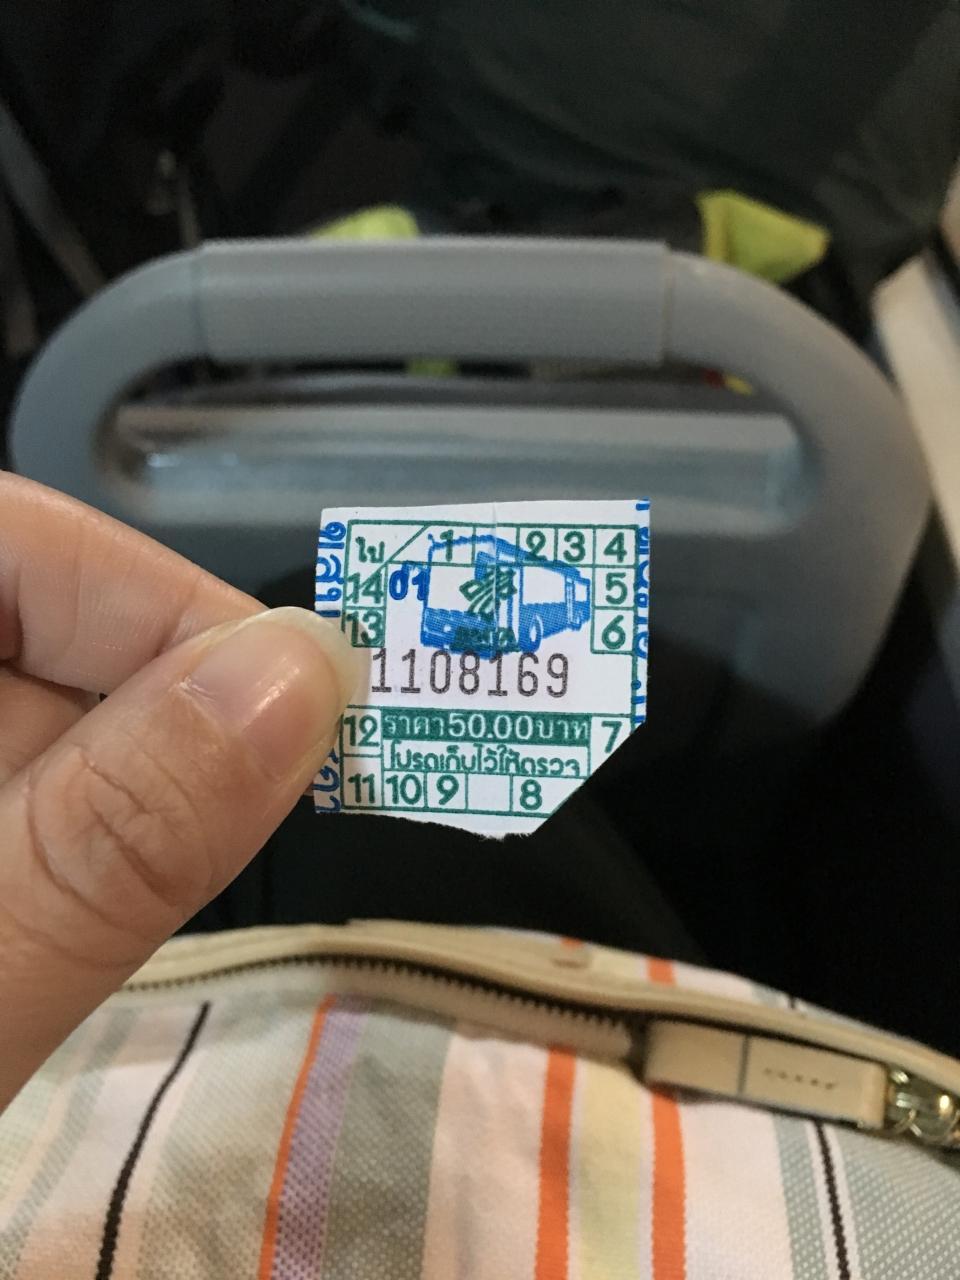 ไป 1 2 3 4
14 ป1 5
13 6
1108169
12 ราคา50.00บาท 7
โปรดเก็บไว้ให้ตรวจ
11 10 9 8